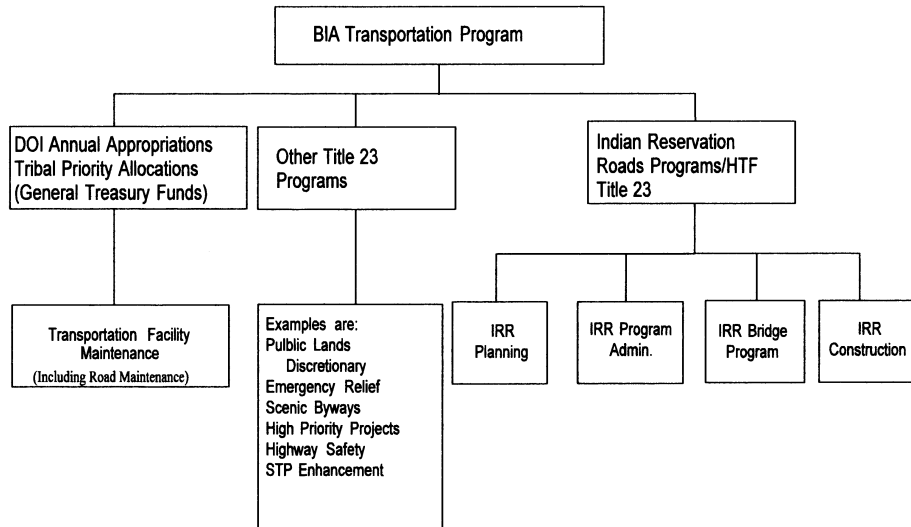 BIA Transportation Program
DOI Annual Appropriations
Tribal Priority Allocations
(General Treasury Funds)
Other Title 23
Programs
Indian Reservation
Roads Programs/HTF
Title 23
Transportation Facility
Maintenance
(Including Road Maintenance)
Examples are:
Pulblic Lands
Discretionary
Emergency Relief
Scenic Byways
High Priority Projects
Highway Safety
STP Enhancement
IRR
Planning
IRR Program
Admin.
IRR Bridge
Program
IRR
Construction